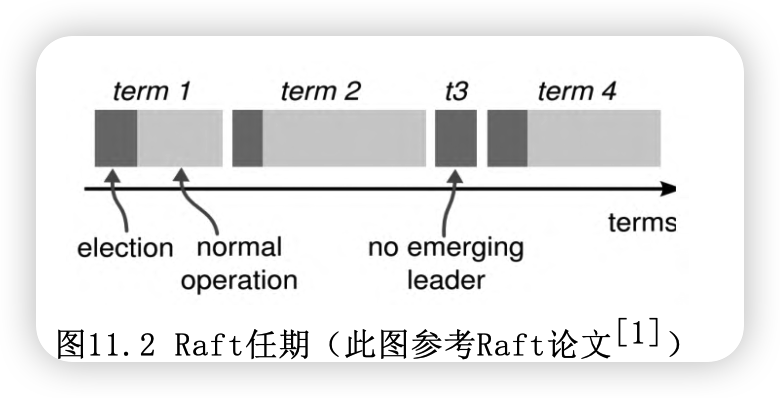 term 1 term 2 t3 term 4
terms
election normal operation no emerging leader
图11.2 Raft任期（此图参考Raft论文[1]）